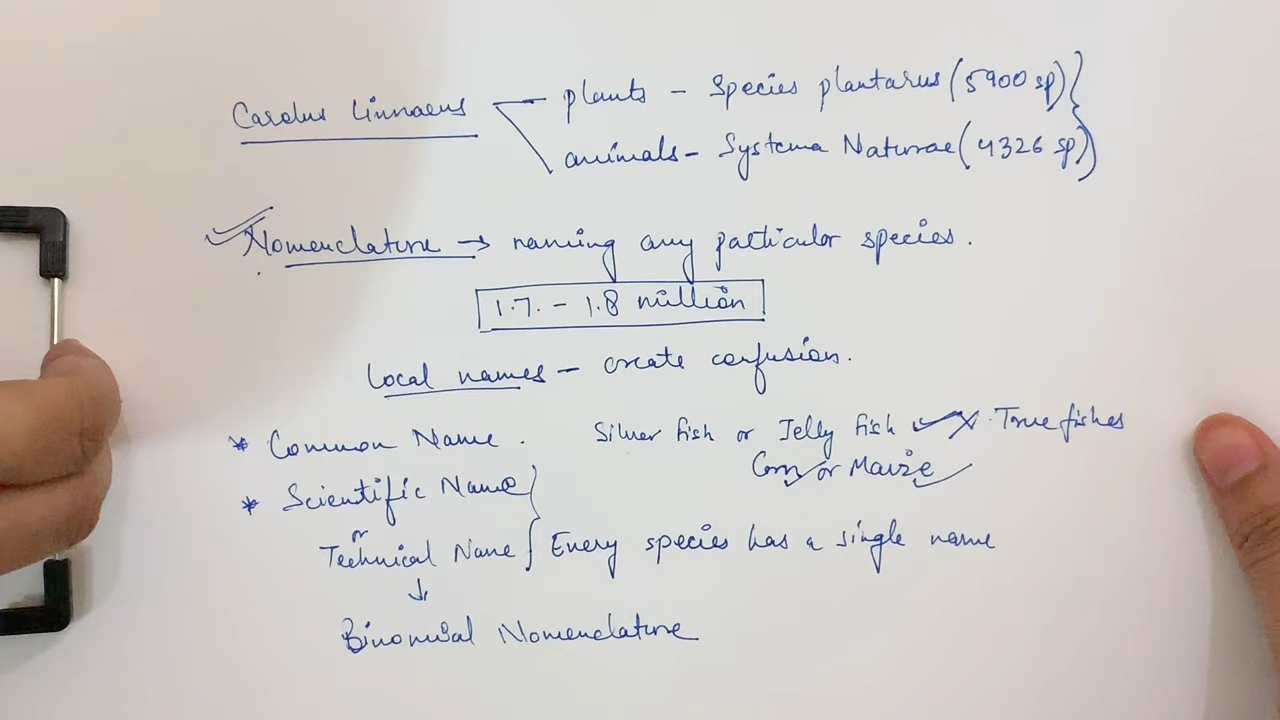 Carolus Linnaeus — plants - Species plantarus (5900 sp)
animals - Systema Naturae (4326 sp)
Nomenclature → naming any particular species.
1.7. - 1.8 million
Local names - create confusion.
* Common Name. Silver fish or Jelly fish ✓ X. True fishes
Corn or Maize
* Scientific Name
or
Technical Name } Every species has a single name
↓
Binomial Nomenclature